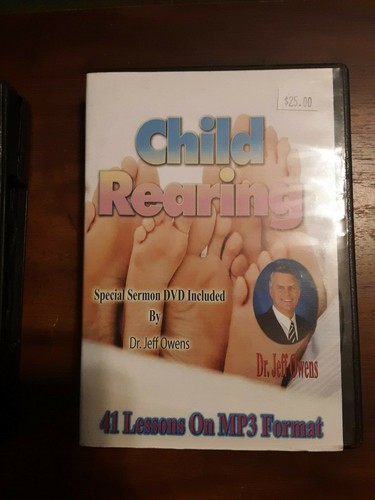 $25.00
Child
Rearing
Special Sermon DVD Included
By
Dr. Jeff Owens
Dr. Jeff Owens
41 Lessons On MP3 Format